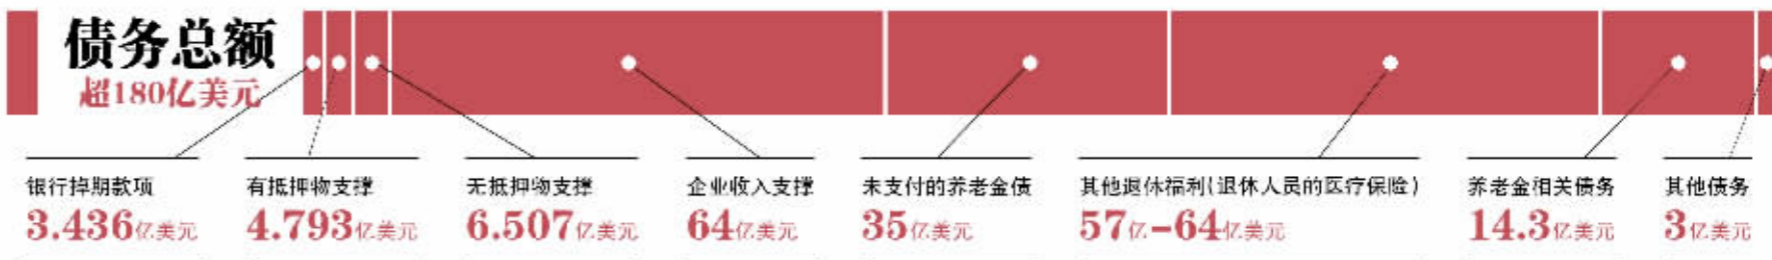 债务总额
超180亿美元
银行掉期款项
3.436亿美元
有抵押物支撑
4.793亿美元
无抵押物支撑
6.507亿美元
企业收入支撑
64亿美元
未支付的养老金债
35亿美元
其他退休福利(退休人员的医疗保险)
57亿-64亿美元
养老金相关债务
14.3亿美元
其他债务
3亿美元